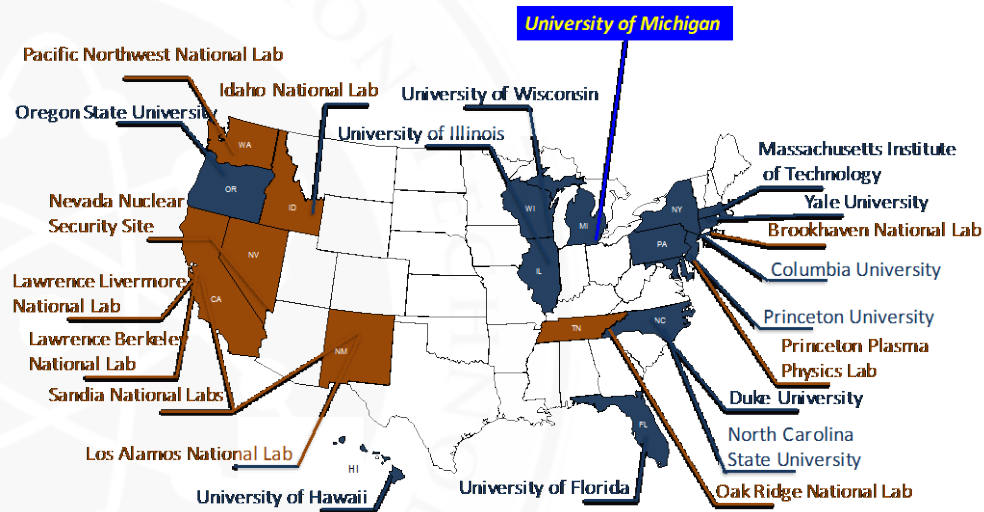 University of Michigan
Pacific Northwest National Lab
Idaho National Lab
University of Wisconsin
Oregon State University
University of Illinois
Massachusetts Institute
of Technology
Nevada Nuclear
Security Site
Yale University
Brookhaven National Lab
Columbia University
Lawrence Livermore
National Lab
Princeton University
Lawrence Berkeley
National Lab
Princeton Plasma
Physics Lab
Sandia National Labs
Duke University
North Carolina
State University
Los Alamos National Lab
University of Hawaii
University of Florida
Oak Ridge National Lab
WA
OR
ID
NV
CA
NM
HI
WI
MI
IL
NY
PA
TN
NC
FL